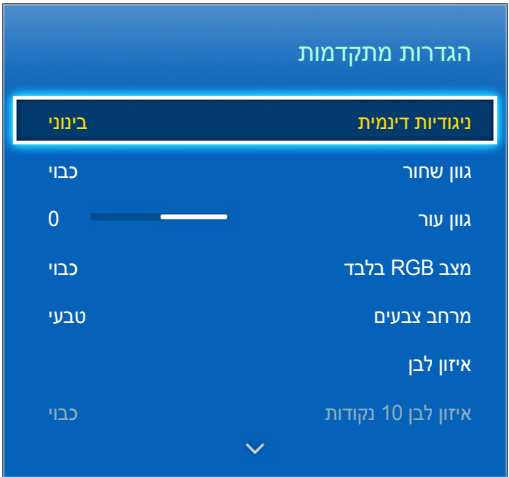 הגדרות מתקדמות
ניגודיות דינמית בינוני
גוון שחור כבוי
גוון עור 0
מצב RGB בלבד כבוי
מרחב צבעים טבעי
איזון לבן
איזון לבן 10 נקודות כבוי